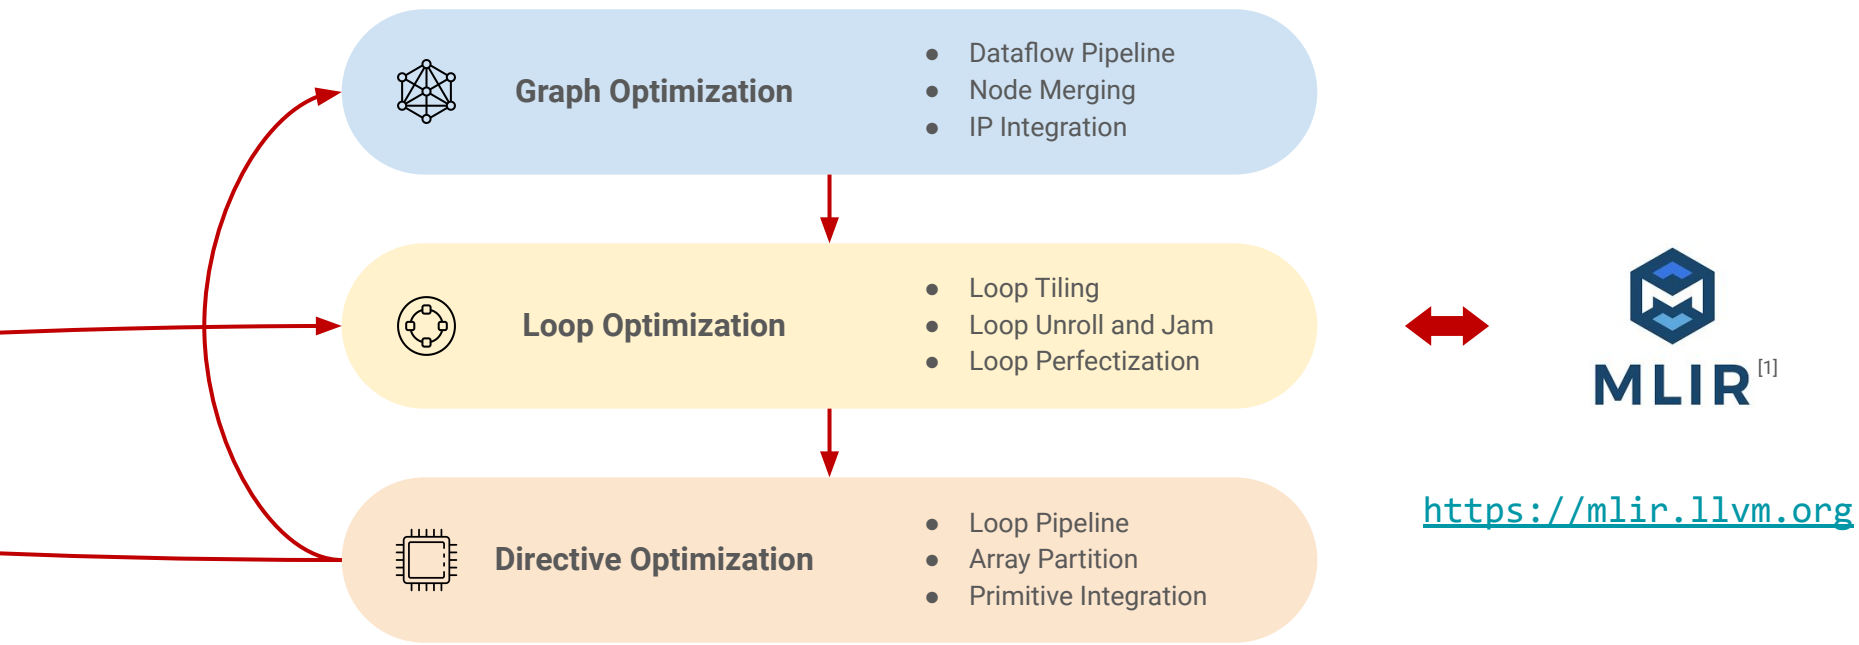 Graph Optimization
● Dataflow Pipeline
● Node Merging
● IP Integration
Loop Optimization
● Loop Tiling
● Loop Unroll and Jam
● Loop Perfectization
Directive Optimization
● Loop Pipeline
● Array Partition
● Primitive Integration
MLIR [1]
https://mlir.llvm.org